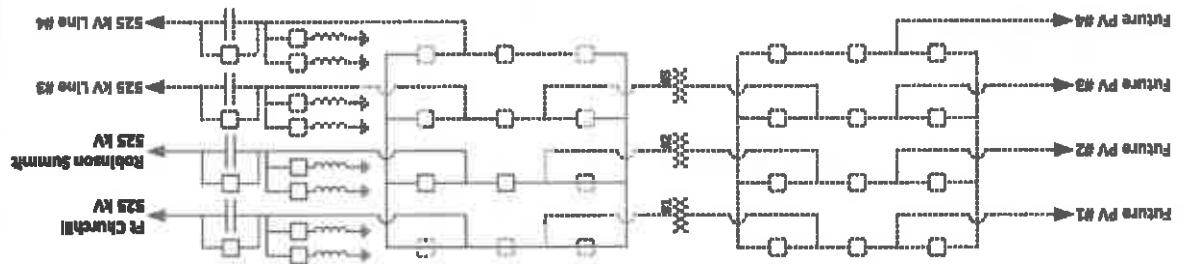 Future PV #1
Ft Churchill
525 kV
Future PV #2
Robinson Summit
525 kV
Future PV #3
525 kV Line #3
Future PV #4
525 kV Line #4